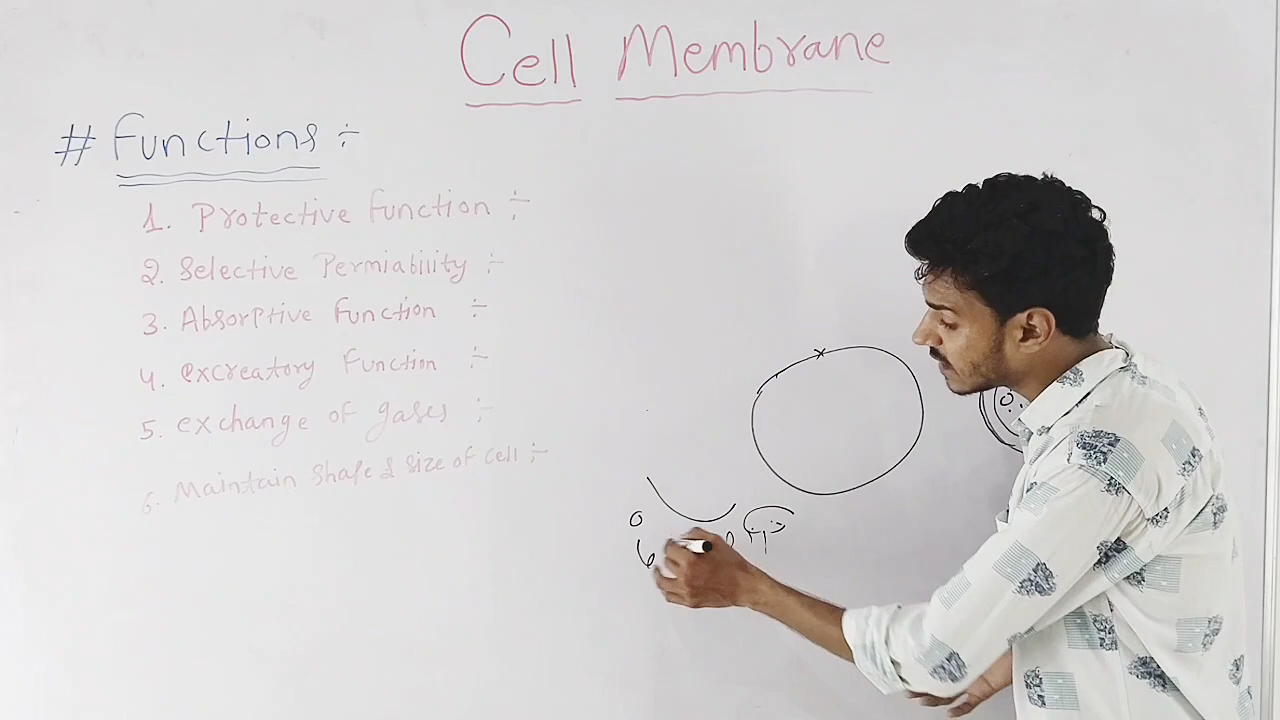 Cell Membrane
# Functions ÷
1. Protective function ÷
2. Selective Permiability ÷
3. Absorptive Function ÷
4. excreatory Function ÷
5. exchange of gases ÷
6. Maintain Shape & Size of Cell ÷